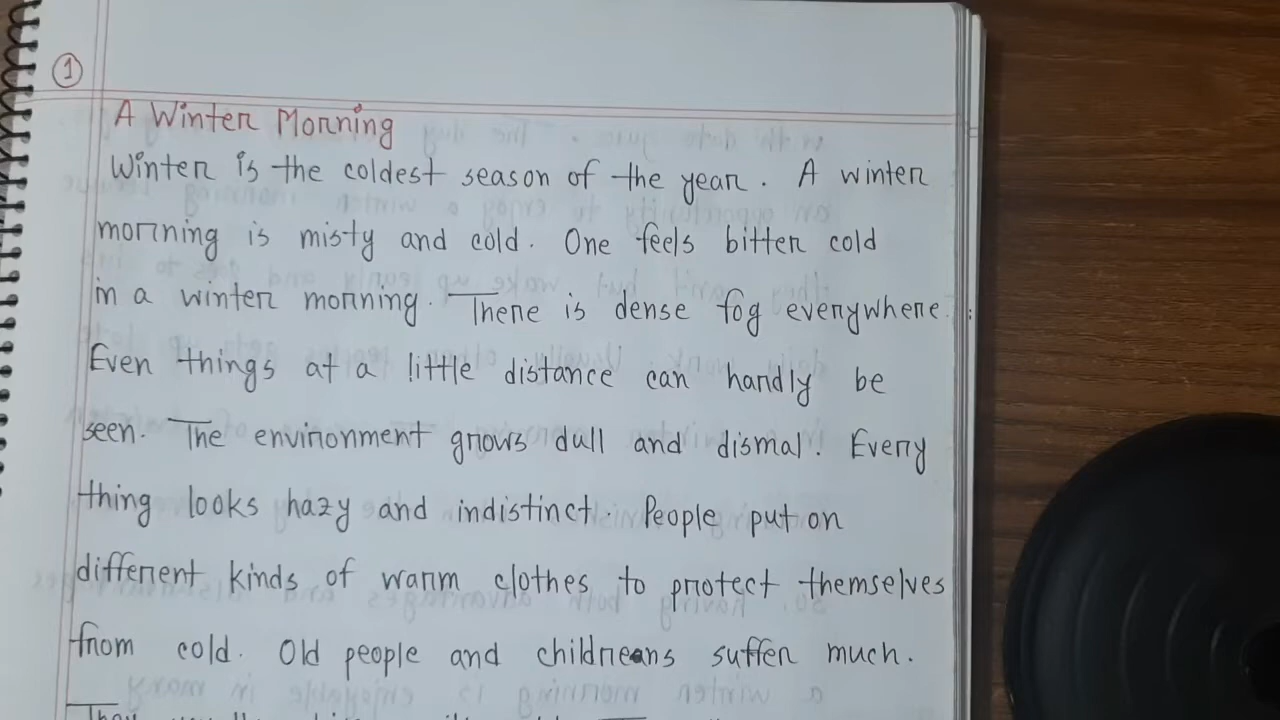 1
A Winter Morning
Winter is the coldest season of the year. A winter
morning is misty and cold. One feels bitter cold
in a winter morning. There is dense fog everywhere.
Even things at a little distance can hardly be
seen. The environment grows dull and dismal. Every
thing looks hazy and indistinct. People put on
different kinds of warm clothes to protect themselves
from cold. Old people and childrens suffer much.
They